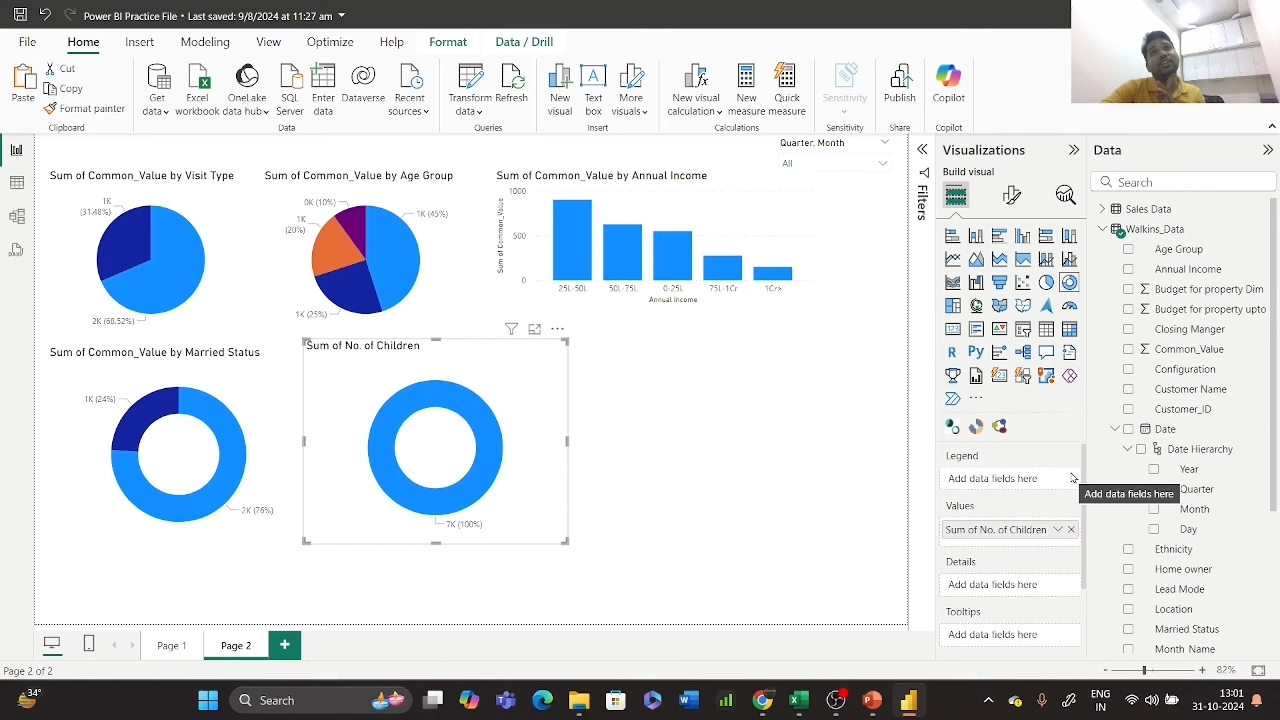 Power BI Practice File • Last saved: 9/8/2024 at 11:27 am
File Home Insert Modeling View Optimize Help Format Data / Drill
Paste
Cut
Copy
Format painter
Clipboard
Get data
Excel workbook
OneLake data hub
SQL Server
Enter data
Dataverse
Recent sources
Data
Transform data
Refresh
Queries
New visual
Text box
More visuals
Insert
New visual calculation
New measure
Quick measure
Calculations
Sensitivity
Sensitivity
Publish
Share
Copilot
Copilot
Quarter, Month
All
Sum of Common_Value by Visit Type
1K
(31.48%)
2K (68.52%)
Sum of Common_Value by Age Group
0K (10%)
1K (45%)
1K
(20%)
1K (25%)
Sum of Common_Value by Annual Income
Sum of Common_Value
1000
500
0
25L-50L 50L-75L 0-25L 75L-1Cr 1Cr>
Annual Income
Sum of Common_Value by Married Status
1K (24%)
2K (76%)
Sum of No. of Children
7K (100%)
Filters
Visualizations
Build visual
R Py
Legend
Add data fields here
Values
Sum of No. of Children
Details
Add data fields here
Tooltips
Add data fields here
Add data fields here
Data
Search
Sales Data
Walkins_Data
Age Group
Annual Income
Budget for property Dim
Budget for property upto
Closing Manger
Common_Value
Configuration
Customer Name
Customer_ID
Date
Date Hierarchy
Year
Quarter
Month
Day
Ethnicity
Home owner
Lead Mode
Location
Married Status
Month_Name
Page 1
Page 2
Page 2 of 2
82%
34°
Search
ENG
IN
13:01
31-10-2024